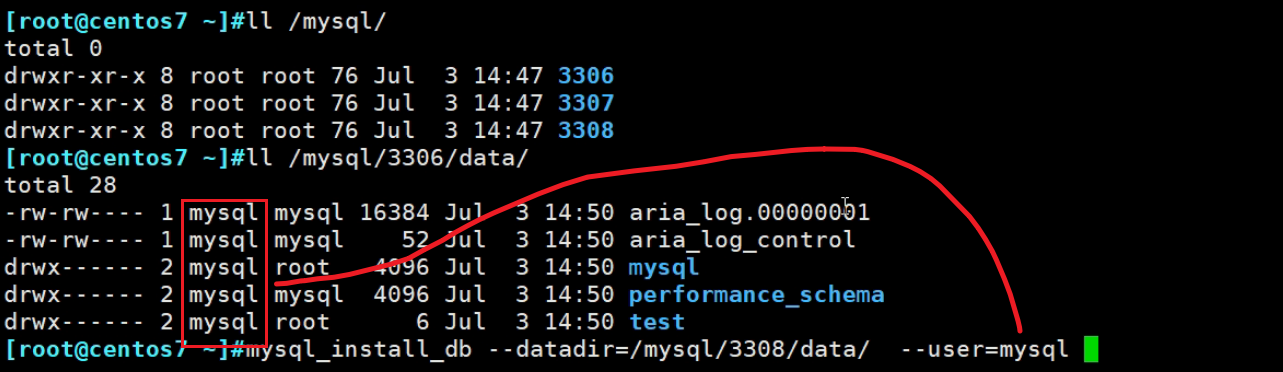 [root@centos7 ~]#ll /mysql/
total 0
drwxr-xr-x 8 root root 76 Jul  3 14:47 3306
drwxr-xr-x 8 root root 76 Jul  3 14:47 3307
drwxr-xr-x 8 root root 76 Jul  3 14:47 3308
[root@centos7 ~]#ll /mysql/3306/data/
total 28
-rw-rw---- 1 mysql mysql 16384 Jul  3 14:50 aria_log.00000001
-rw-rw---- 1 mysql mysql    52 Jul  3 14:50 aria_log_control
drwx------ 2 mysql root   4096 Jul  3 14:50 mysql
drwx------ 2 mysql mysql  4096 Jul  3 14:50 performance_schema
drwx------ 2 mysql root      6 Jul  3 14:50 test
[root@centos7 ~]#mysql_install_db --datadir=/mysql/3308/data/  --user=mysql